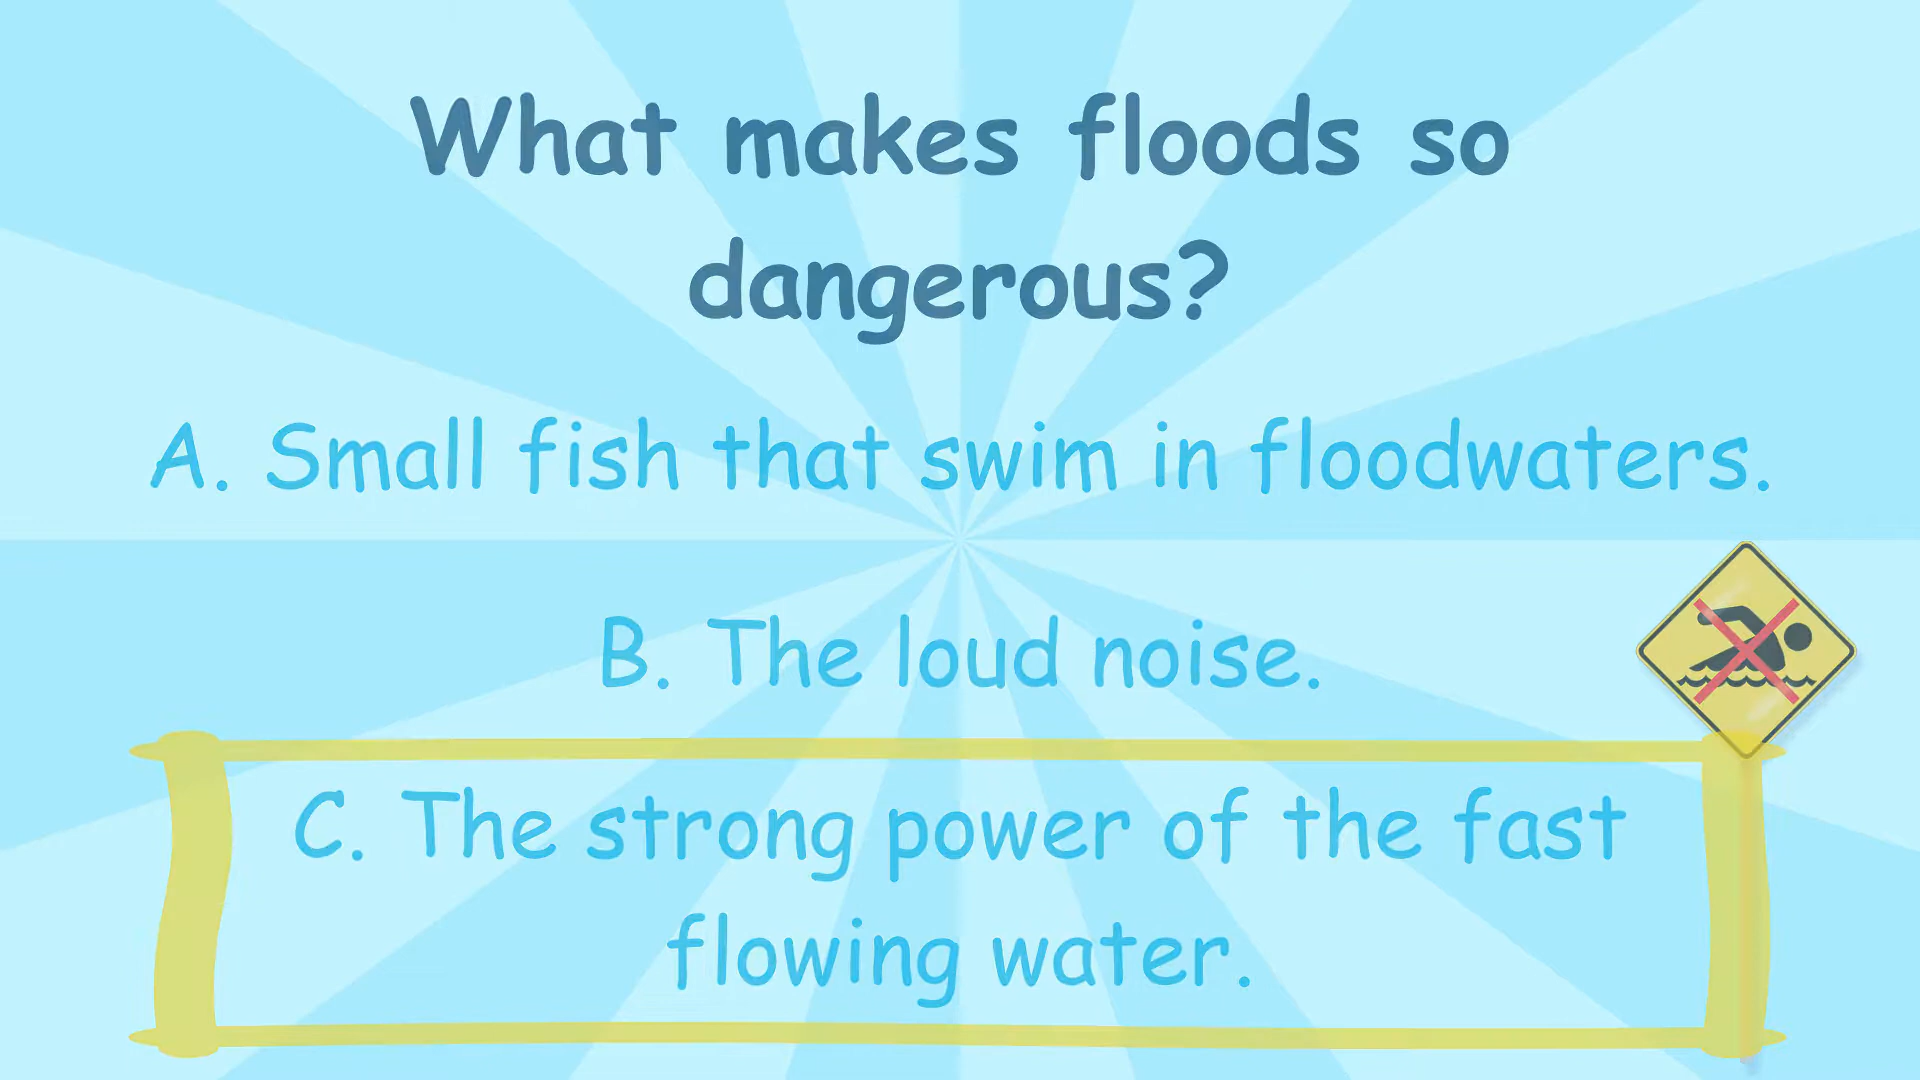 What makes floods so
dangerous?
A. Small fish that swim in floodwaters.
B. The loud noise.
C. The strong power of the fast
flowing water.